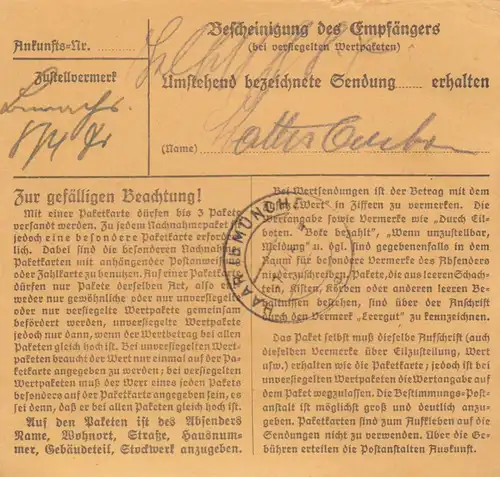 Bescheinigung des Empfängers
(bei versiegelten Wertpaketen)
Ankunfts-Nr.
Zustellvermerk
Umstehend bezeichnete Sendung erhalten
(Name)
Zur gefälligen Beachtung!
Mit einer Paketkarte dürfen bis 3 Pakete
versandt werden. Zu jedem Nachnahmepaket
jedoch eine besondere Paketkarte erforder-
lich. Dabei sind die besonderen Nachnahme-
Paketkarten mit anhängender Postanweis
oder Zahlkarte zu benutzen. Auf einer Paketkarte
dürfen nur Pakete derselben Art, also ent-
weder nur gewöhnliche oder nur unversiegelte
oder nur versiegelte Wertpakete gemeinsam
befördert werden, unversiegelte Wertpakete
jedoch nur dann, wenn der Wertbetrag bei allen
Paketen gleich hoch ist. Bei unversiegelten Wert-
paketen braucht der Wert nur einmal auf der Pa-
ketkarte angegeben zu werden; bei versiegelten
Wertpaketen muß der Wert eines jeden Pakets
besonders auf der Paketkarte angegeben sein, es
sei denn, daß er bei allen Paketen gleich hoch ist.
Auf den Paketen ist des Absenders
Name, Wohnort, Straße, Hausnum-
mer, Gebäudeteil, Stockwerk anzugeben.
Bei Wertsendungen ist der Betrag mit dem
Wert" in Ziffern zu vermerken. Die
Wertangabe sowie Vermerke wie „Durch Eil-
boten. Bote bezahlt", „Wenn unzustellbar,
Meldung" u. dgl. sind gegebenenfalls in dem
Raum für besondere Vermerke des Absenders
niederzuschreiben. Pakete, die aus leeren Schach-
teln, Kisten, Körben oder anderen leeren Be-
hältnissen bestehen, sind über der Anschrift
durch den Vermerk „Leergut" zu kennzeichnen.
Das Paket selbst muß dieselbe Aufschrift (auch
dieselben Vermerke über Eilzustellung, Wert
usw.) erhalten wie die Paketkarte; jedoch ist bei
unversiegelten Wertpaketen die Wertangabe auf
dem Paket wegzulassen. Die Bestimmungs-Post-
anstalt ist möglichst groß und deutlich anzu-
geben. Paketkarten sind zum Aufkleben auf die
Sendungen nicht zu verwenden. Über die Ge-
bühren erteilen die Postanstalten Auskunft.
HAAR
MÜNCHEN